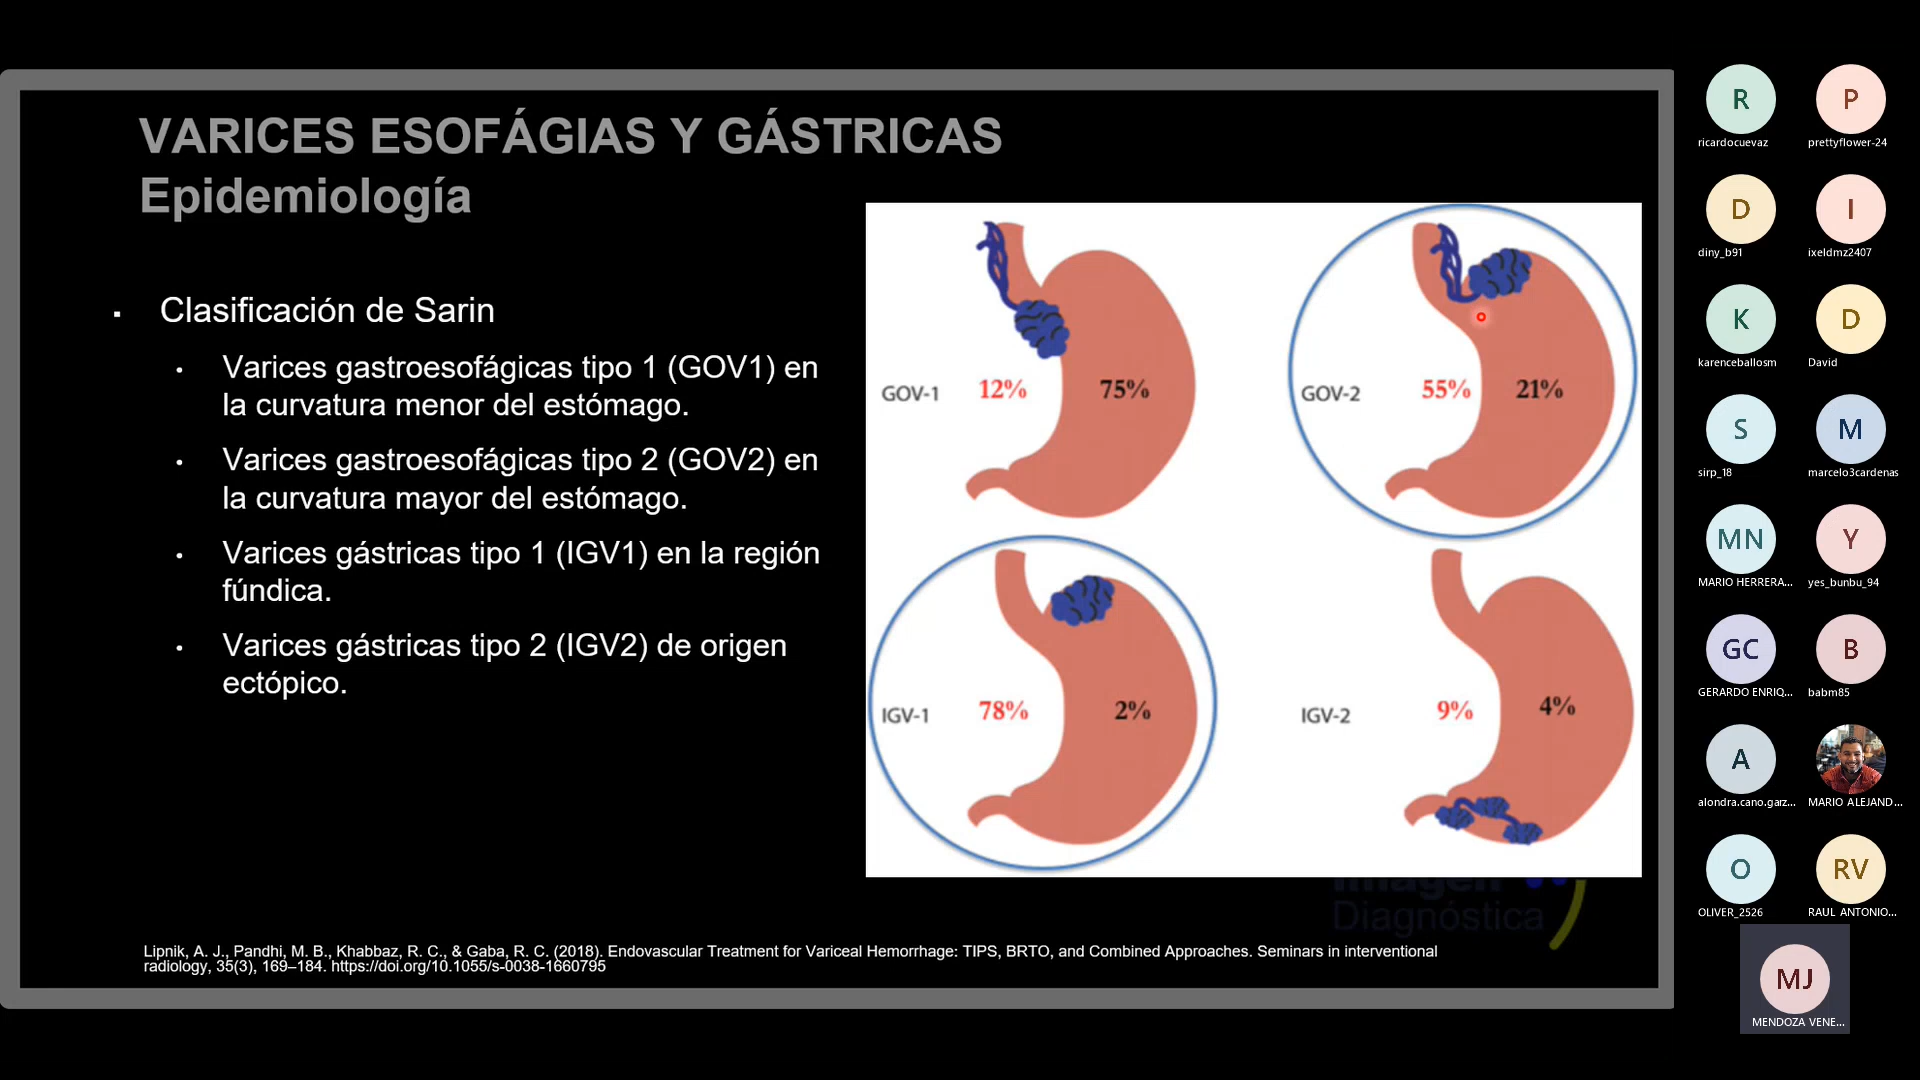 VARICES ESOFÁGIAS Y GÁSTRICAS
Epidemiología
Clasificación de Sarin
Varices gastroesofágicas tipo 1 (GOV1) en
la curvatura menor del estómago.
Varices gastroesofágicas tipo 2 (GOV2) en
la curvatura mayor del estómago.
Varices gástricas tipo 1 (IGV1) en la región
fúndica.
Varices gástricas tipo 2 (IGV2) de origen
ectópico.
GOV-1 12% 75%
GOV-2 55% 21%
IGV-1 78% 2%
IGV-2 9% 4%
Imagen
Diagnóstica
Lipnik, A. J., Pandhi, M. B., Khabbaz, R. C., & Gaba, R. C. (2018). Endovascular Treatment for Variceal Hemorrhage: TIPS, BRTO, and Combined Approaches. Seminars in interventional
radiology, 35(3), 169–184. https://doi.org/10.1055/s-0038-1660795
R P
ricardocuevaz prettyflower-24
D I
diny_b91 ixeldmz2407
K D
karenceballosm David
S M
sirp_18 marcelo3cardenas
MN Y
MARIO HERRERA... yes_bunbu_94
GC B
GERARDO ENRIQ... babm85
A
alondra.cano.garz... MARIO ALEJAND...
O RV
OLIVER_2526 RAUL ANTONIO...
MJ
MENDOZA VENE...